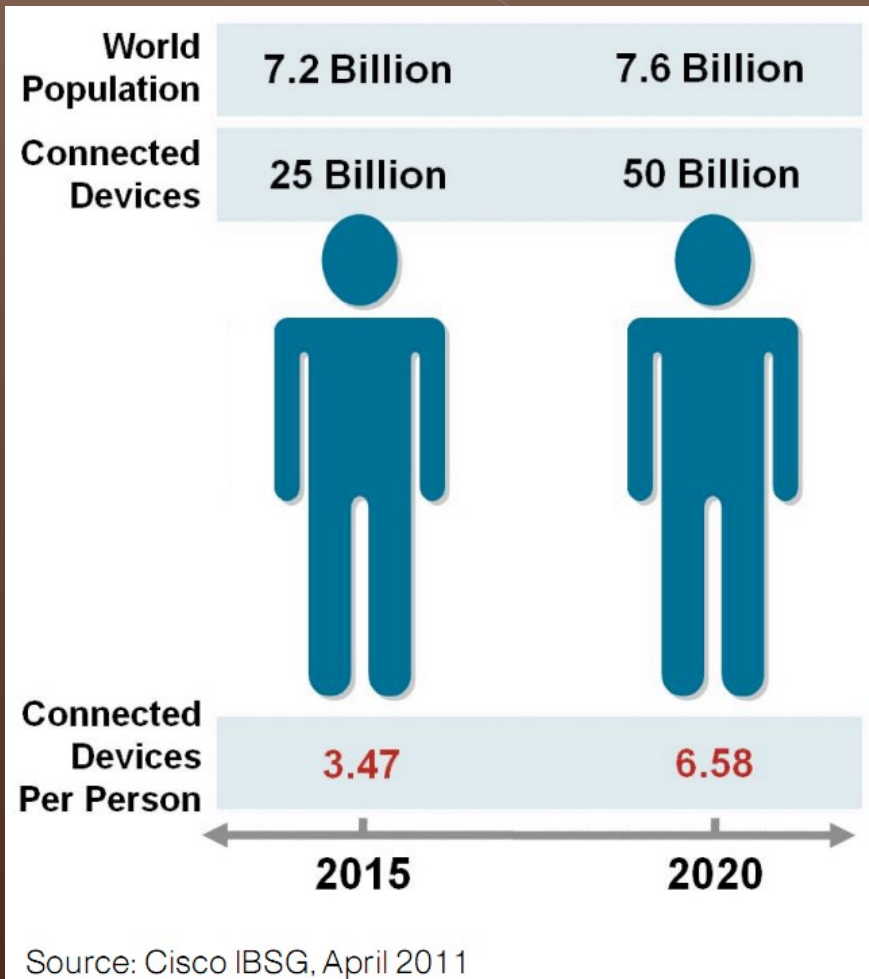 World
Population
7.2 Billion
7.6 Billion
Connected
Devices
25 Billion
50 Billion
Connected
Devices
Per Person
3.47
6.58
2015
2020
Source: Cisco IBSG, April 2011